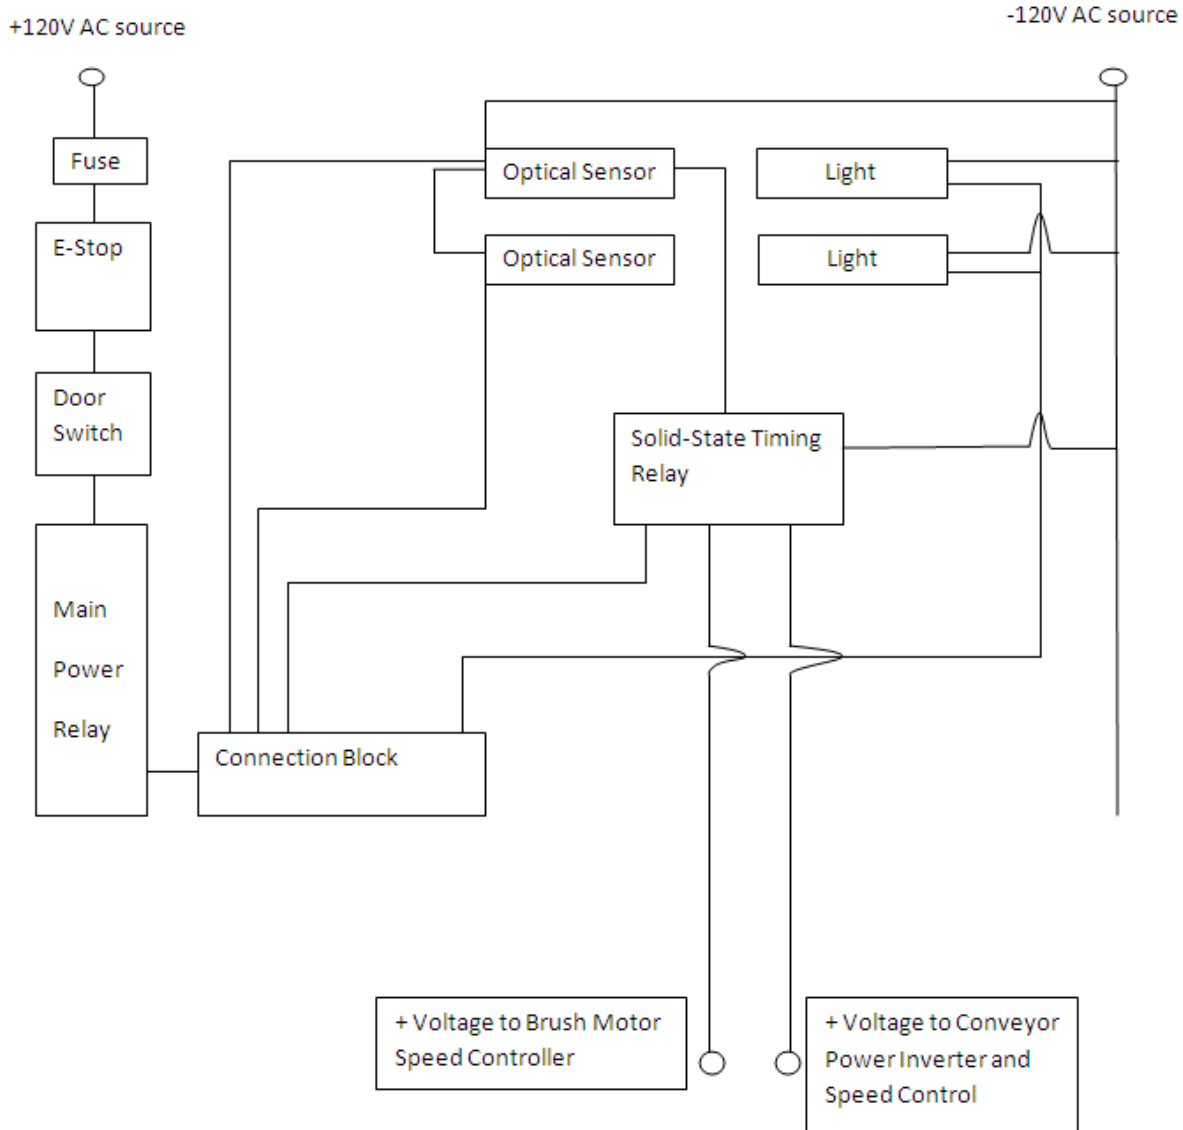 +120V AC source
-120V AC source
Fuse
Optical Sensor
Light
E-Stop
Optical Sensor
Light
Door
Switch
Solid-State Timing
Relay
Main
Power
Relay
Connection Block
+ Voltage to Brush Motor
Speed Controller
+ Voltage to Conveyor
Power Inverter and
Speed Control